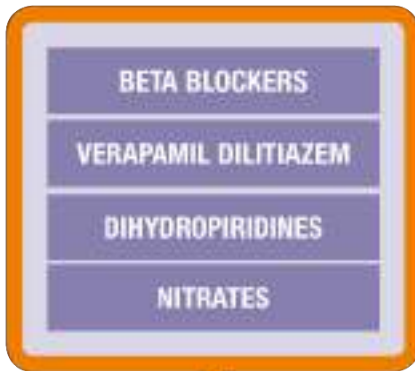 BETA BLOCKERS
VERAPAMIL DILITIAZEM
DIHYDROPIRIDINES
NITRATES